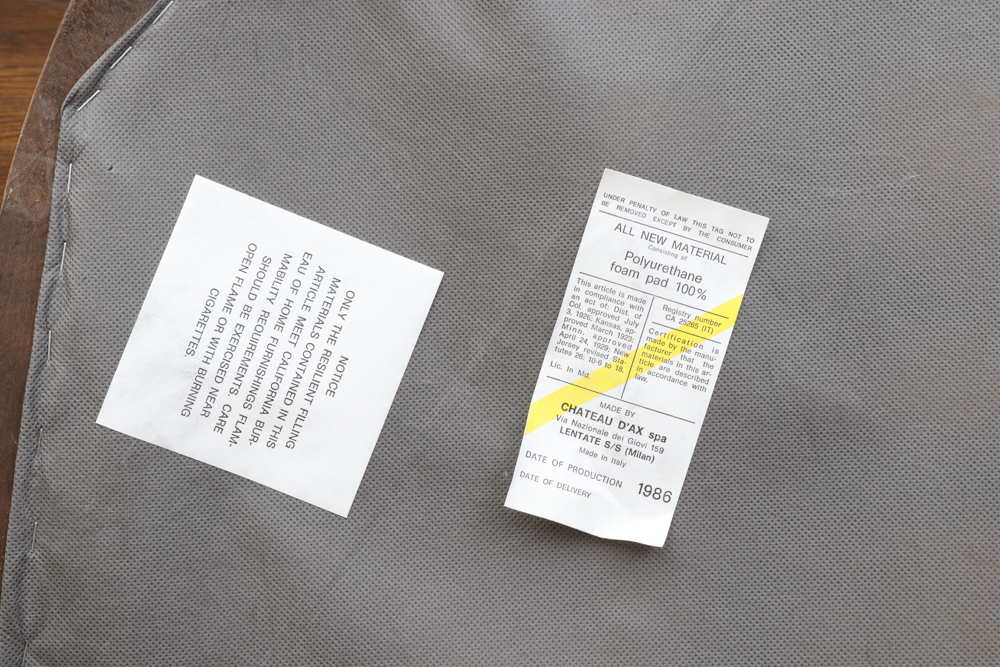 NOTICE
ONLY THE RESILIENT FILLING
MATERIALS CONTAINED IN THIS
ARTICLE MEET CALIFORNIA BUR-
EAU OF HOME FURNISHINGS FLAM-
MABILITY REQUIREMENTS. CARE
SHOULD BE EXERCISED NEAR
OPEN FLAME OR WITH BURNING
CIGARETTES.
UNDER PENALTY OF LAW THIS TAG NOT TO
BE REMOVED EXCEPT BY THE CONSUMER
ALL NEW MATERIAL
Consisting of
Polyurethane
foam pad 100%
This article is made
in compliance with
an act of. Dist. of
Col. approved July
3, 1926; Kansas, ap-
proved March 1923;
Minn. approved
April 24, 1929; New
Jersey revised Sta-
tutes 26: 10-6 to 18.
Lic. In Md.
Registry number
CA 25265 (IT)
Certification is
made by the manu-
facturer that the
materials in this ar-
ticle are described
in accordance with
law.
MADE BY
CHATEAU D'AX spa
Via Nazionale dei Giovi 159
LENTATE S/S (Milan)
Made in Italy
DATE OF PRODUCTION 1986
DATE OF DELIVERY